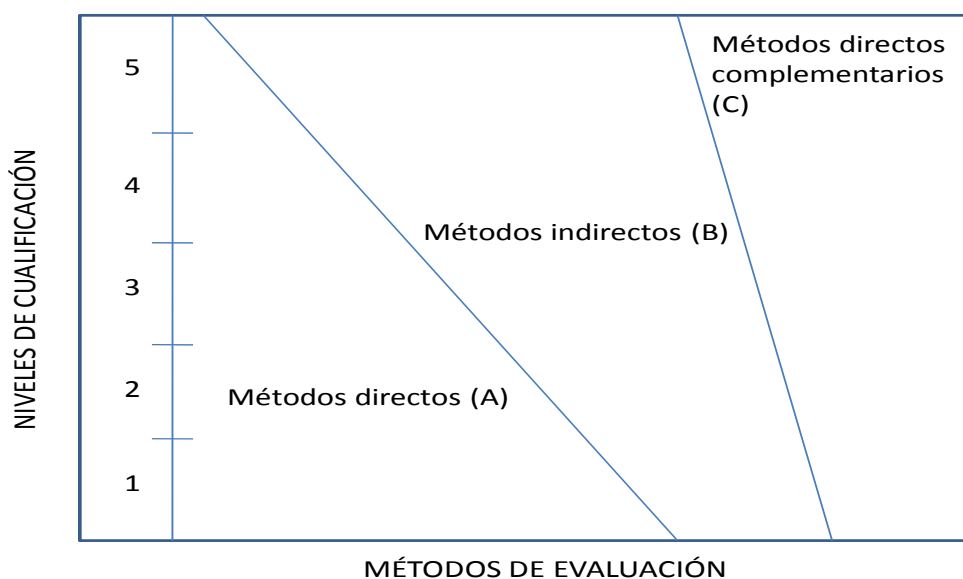 Métodos directos
complementarios
(C)
5
4
Métodos indirectos (B)
3
Métodos directos (A)
2
1
NIVELES DE CUALIFICACIÓN
MÉTODOS DE EVALUACIÓN